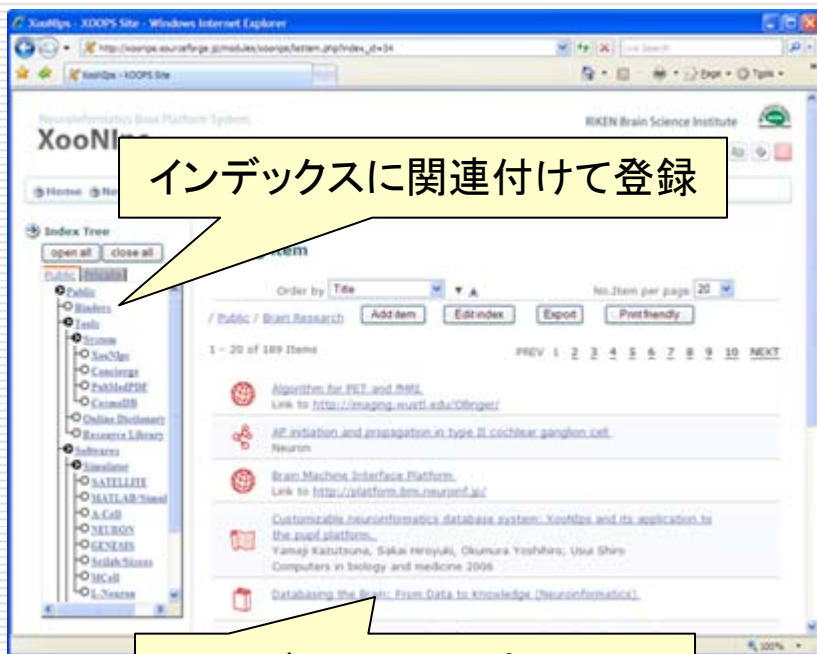 XooNIps - XOOPS Site - Windows Internet Explorer
XooNIps - XOOPS Site
Neuroinformatics Base Platform System
RIKEN Brain Science Institute
XooNIps
インデックスに関連付けて登録
Home
Index Tree
open all close all
Public Private
Item
Order by Title No.Item per page 20
/ Public / Brain Research Add item Edit index Export Print friendly
1 - 20 of 189 Items PREV 1 2 3 4 5 6 7 8 9 10 NEXT
Public
Binders
Tools
System
XooNIps
Concierge
PubMedPDF
CosmoDB
Online Dictionary
Resource Library
Softwares
Simulator
SATELLITE
A-Cell
NEURON
GENESIS
MCell
Algorithm for PET and fMRI.
Link to http://imaging.wustl.edu/Ollinger/
AP initiation and propagation in type II cochlear ganglion cell.
Neuron
Brain Machine Interface Platform.
Link to http://platform.bmi.neuroinf.jp/
Customizable neuroinformatics database system: XooNIps and its application to
the pupil platform.
Yamaji Kazutsuna, Sakai Hiroyuki, Okumura Yoshihiro, Usui Shiro
Computers in biology and medicine 2006
Databasing the Brain: From Data to Knowledge (Neuroinformatics).
100%